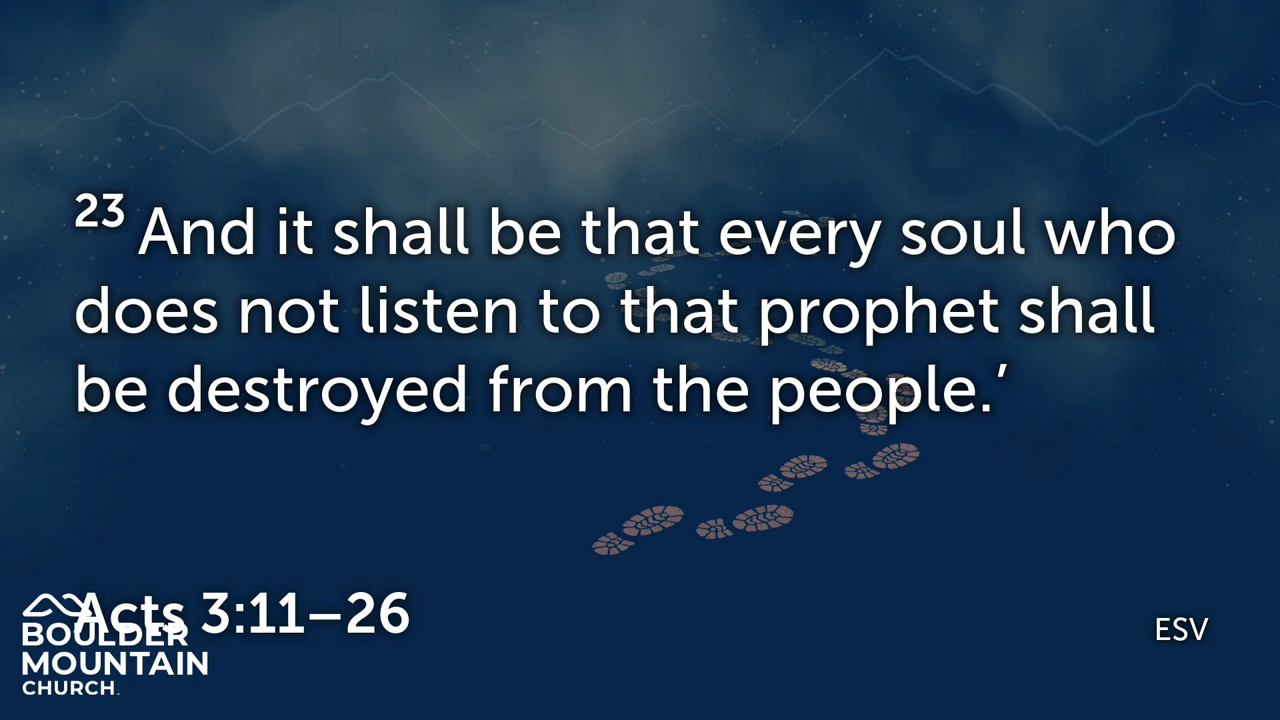 23 And it shall be that every soul who
does not listen to that prophet shall
be destroyed from the people.’
Acts 3:11–26
ESV
BOULDER
MOUNTAIN
CHURCH